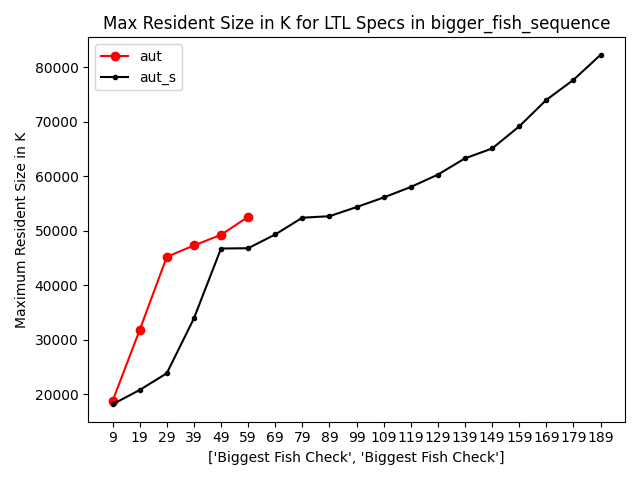 Max Resident Size in K for LTL Specs in bigger_fish_sequence
aut
aut_s
Maximum Resident Size in K
80000
70000
60000
50000
40000
30000
20000
9 19 29 39 49 59 69 79 89 99 109 119 129 139 149 159 169 179 189
['Biggest Fish Check', 'Biggest Fish Check']